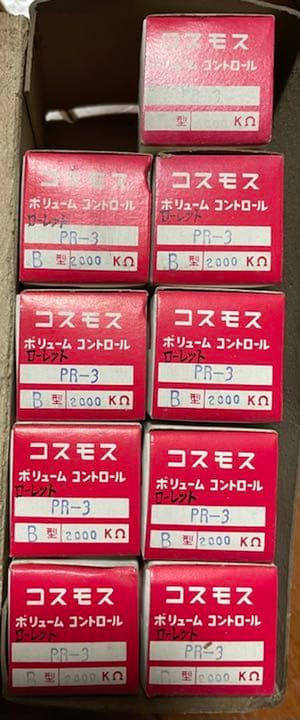 コスモス
ボリューム コントロール
PR-3
型 KΩ
コスモス
ボリューム コントロール
ローレット
PR-3
B 型 2000 KΩ
コスモス
ボリューム コントロール
ローレット
PR-3
B 型 2000 KΩ
コスモス
ボリューム コントロール
ローレット
PR-3
B 型 2000 KΩ
コスモス
ボリューム コントロール
ローレット
PR-3
B 型 2000 KΩ
コスモス
ボリューム コントロール
ローレット
PR-3
B 型 2000 KΩ
コスモス
ボリューム コントロール
ローレット
PR-3
B 型 2000 KΩ
コスモス
ボリューム コントロール
ローレット
PR-3
B 型 2000 KΩ
コスモス
ボリューム コントロール
ローレット
PR-3
B 型 2000 KΩ